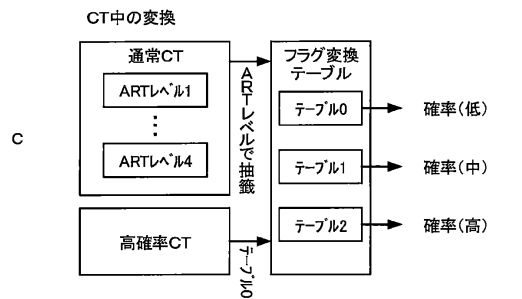 CT中の変換
通常CT
ARTレベル1
⋮
ARTレベル4
ARTレベルで抽籤
フラグ変換
テーブル
テーブル0
確率(低)
テーブル1
確率(中)
テーブル2
確率(高)
C
高確率CT
テーブル0